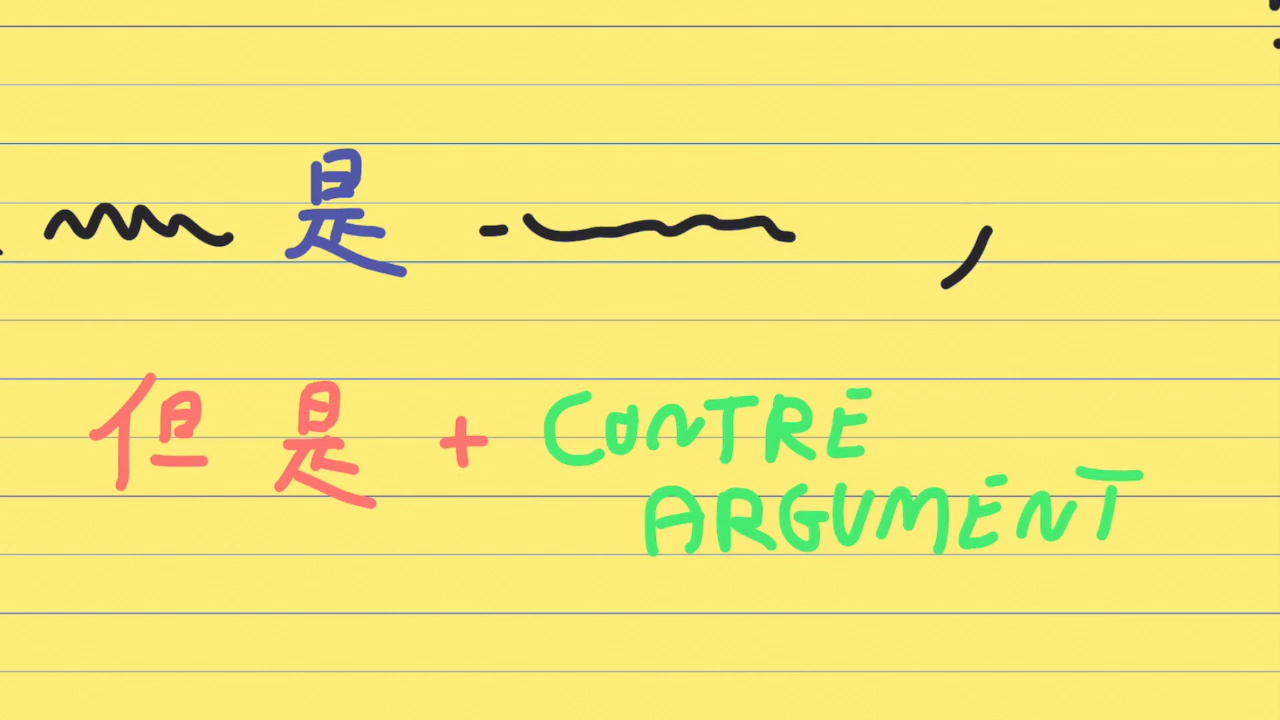 是 ,
但是 + CONTRE
ARGUMENT